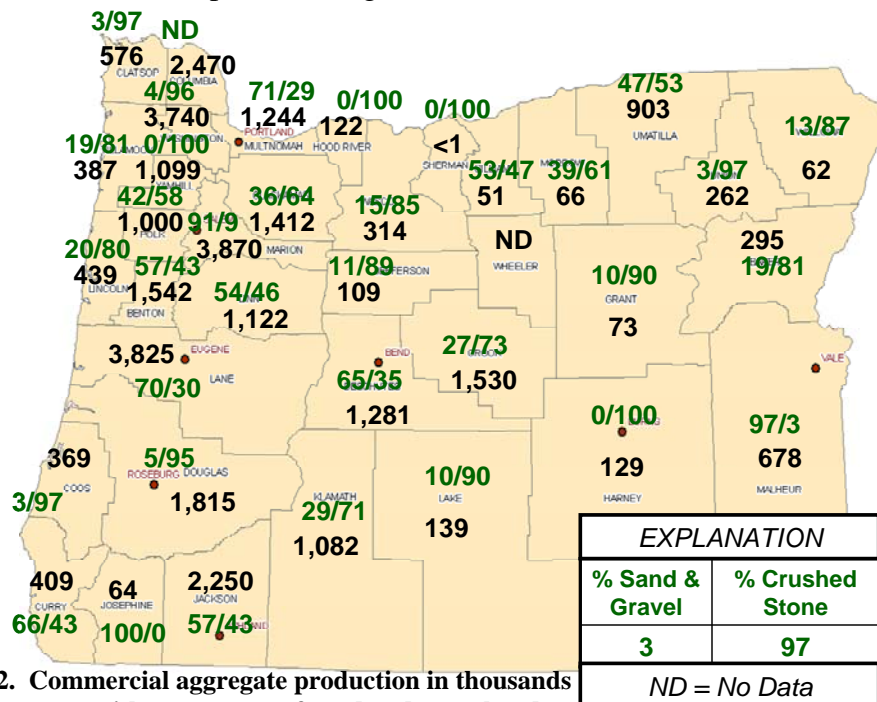 3/97
ND
576
CLATSOP
2,470
COLUMBIA
4/96
3,740
71/29
1,244
PORTLAND
MULTNOMAH
0/100
122
HOOD RIVER
0/100
<1
SHERMAN
47/53
903
UMATILLA
13/87
62
19/81
387
0/100
1,099
YAMHILL
53/47
51
39/61
66
3/97
262
42/58
1,000
POLK
91/9
3,870
MARION
36/64
1,412
15/85
314
ND
WHEELER
295
19/81
20/80
439
LINCOLN
57/43
1,542
BENTON
54/46
1,122
11/89
JEFFERSON
109
10/90
GRANT
73
3,825
EUGENE
LANE
70/30
BEND
65/35
1,281
27/73
1,530
VALE
97/3
678
MALHEUR
0/100
129
HARNEY
369
COOS
3/97
5/95
ROSEBURG
DOUGLAS
1,815
KLAMATH
29/71
1,082
10/90
LAKE
139
409
CURRY
66/43
64
JOSEPHINE
100/0
2,250
JACKSON
57/43
EXPLANATION
% Sand & Gravel
% Crushed Stone
3
97
ND = No Data
2. Commercial aggregate production in thousands